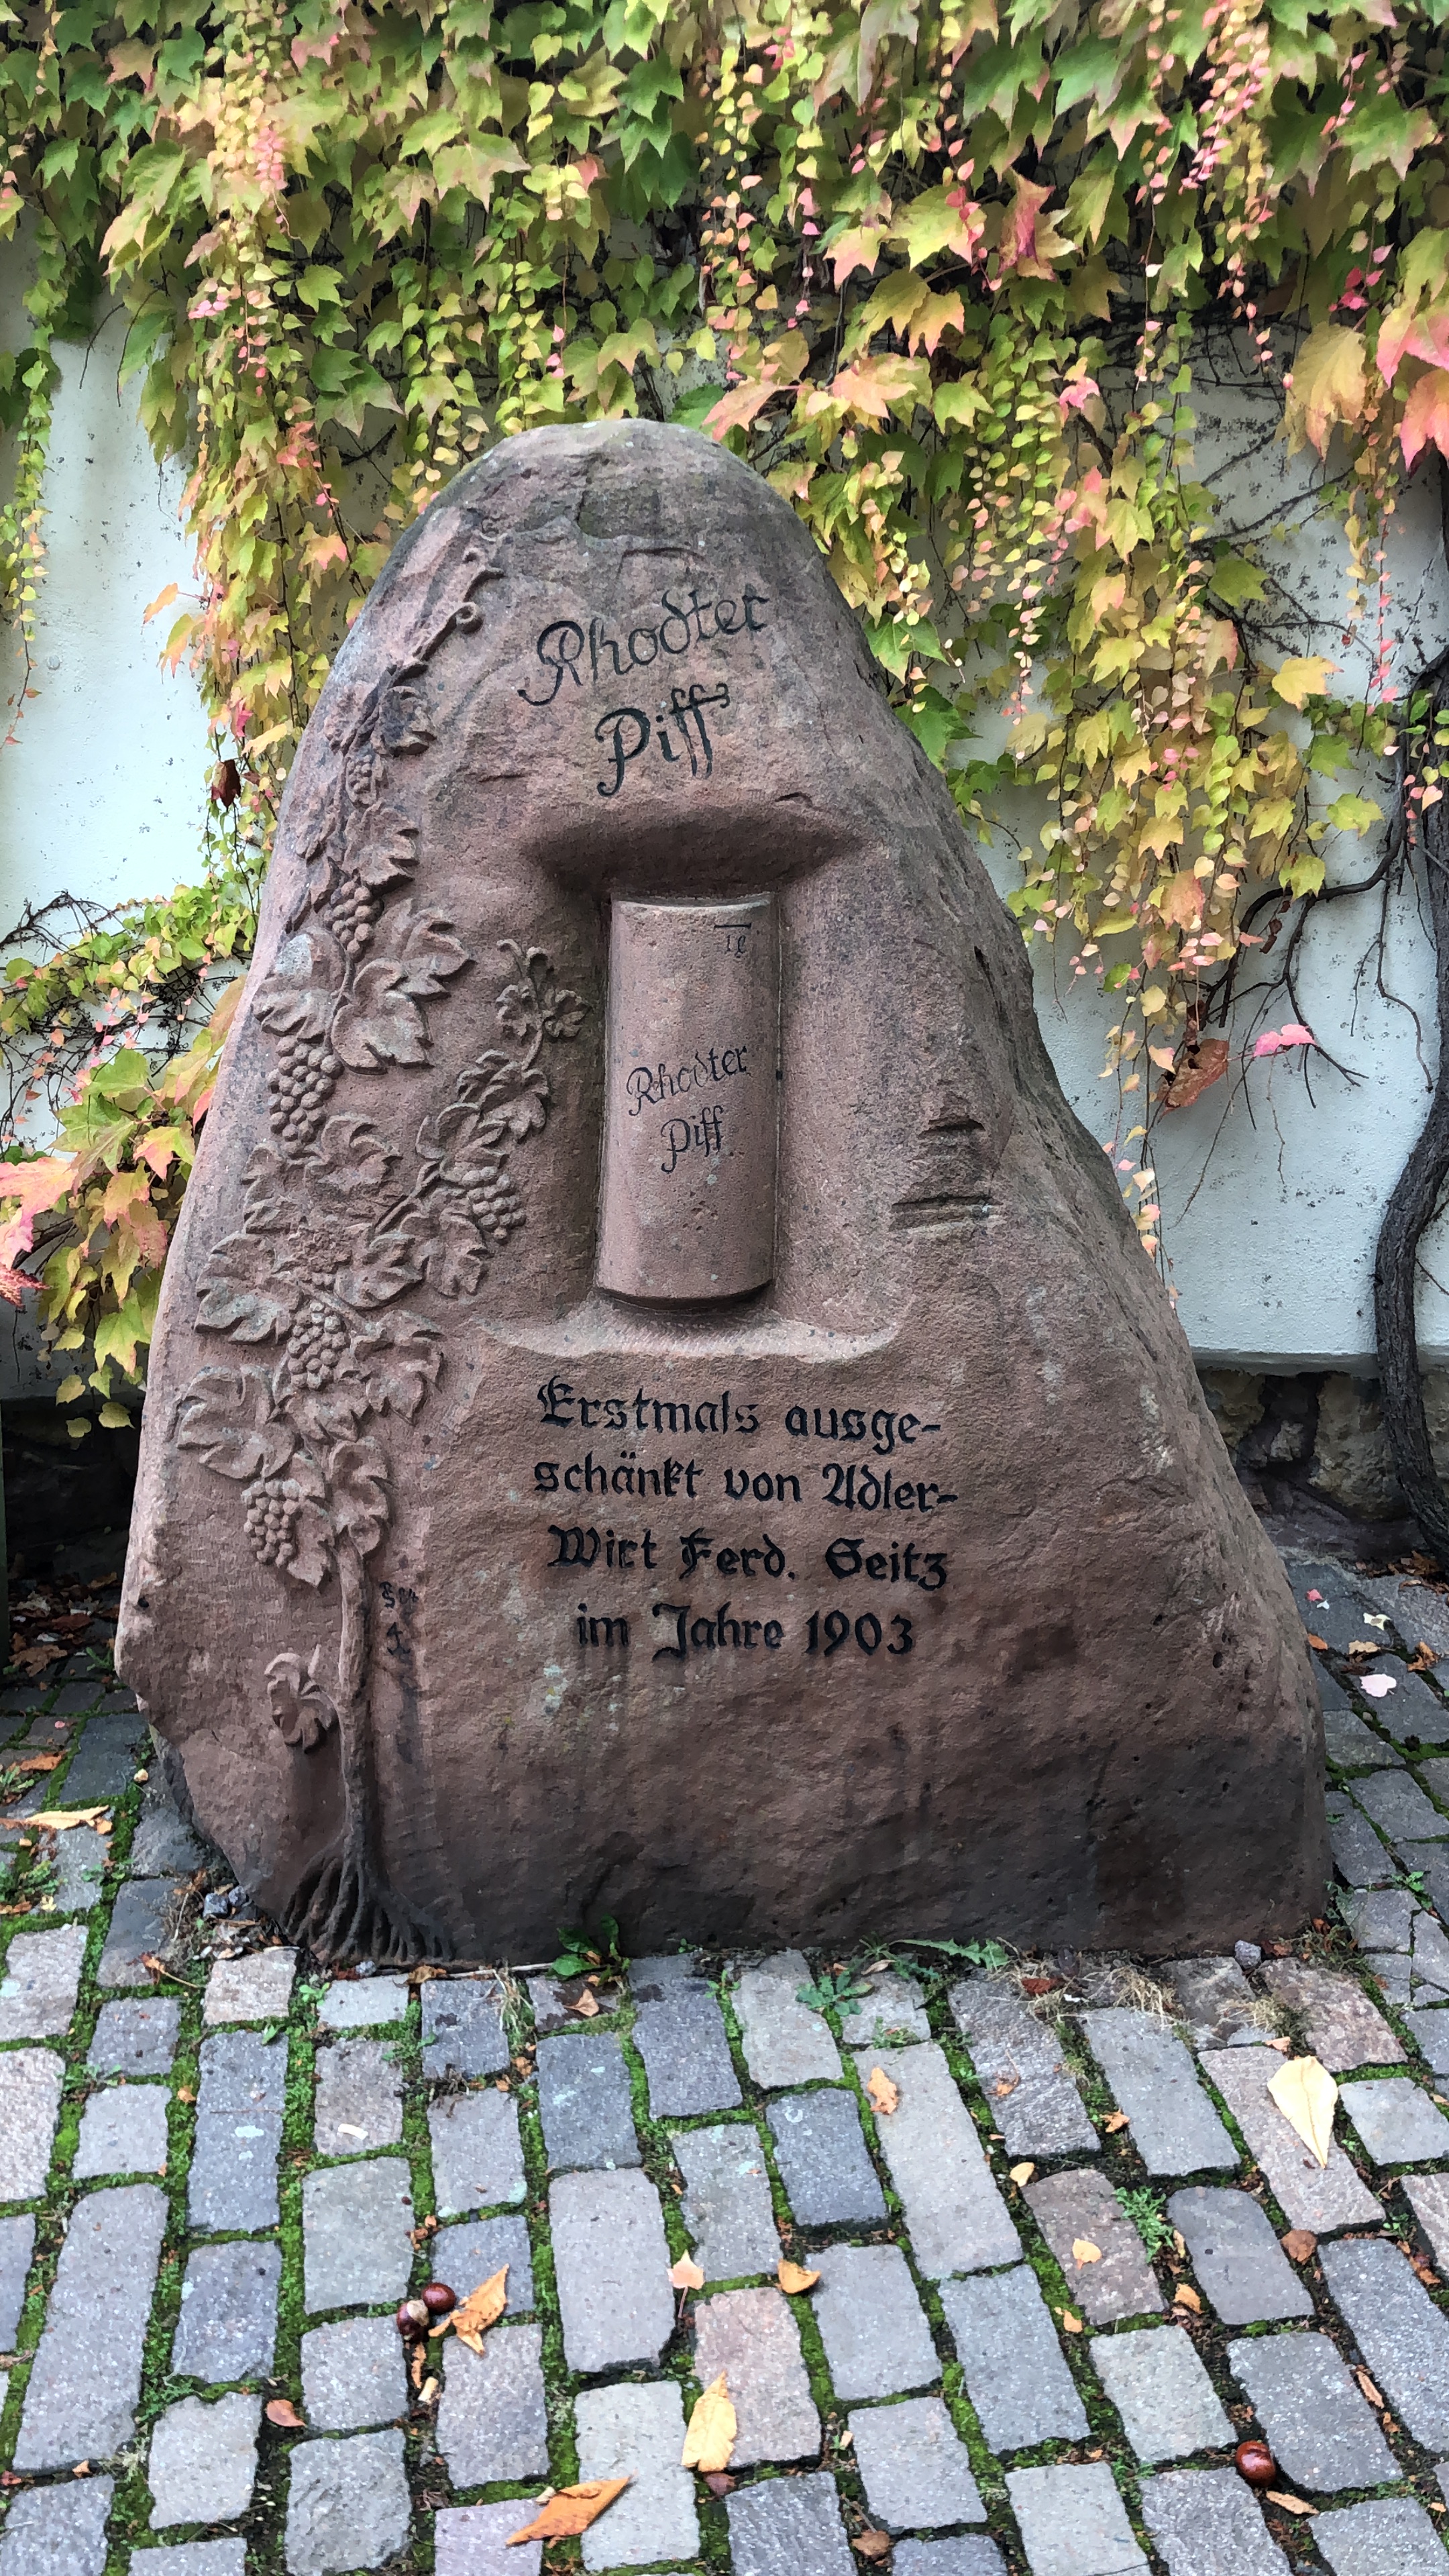 Rhodter
Piff
Rhodter
Piff
Erstmals ausge-
schänkt von Adler-
Wirt Ferd. Seitz
im Jahre 1903